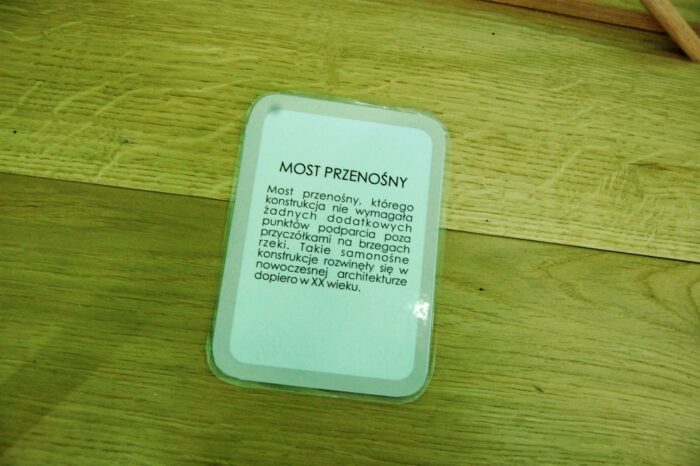 MOST PRZENOŚNY
Most przenośny, którego
konstrukcja nie wymagała
żadnych dodatkowych
punktów podparcia poza
przyczółkami na brzegach
rzeki. Takie samonośne
konstrukcje rozwinęły się w
nowoczesnej architekturze
dopiero w XX wieku.